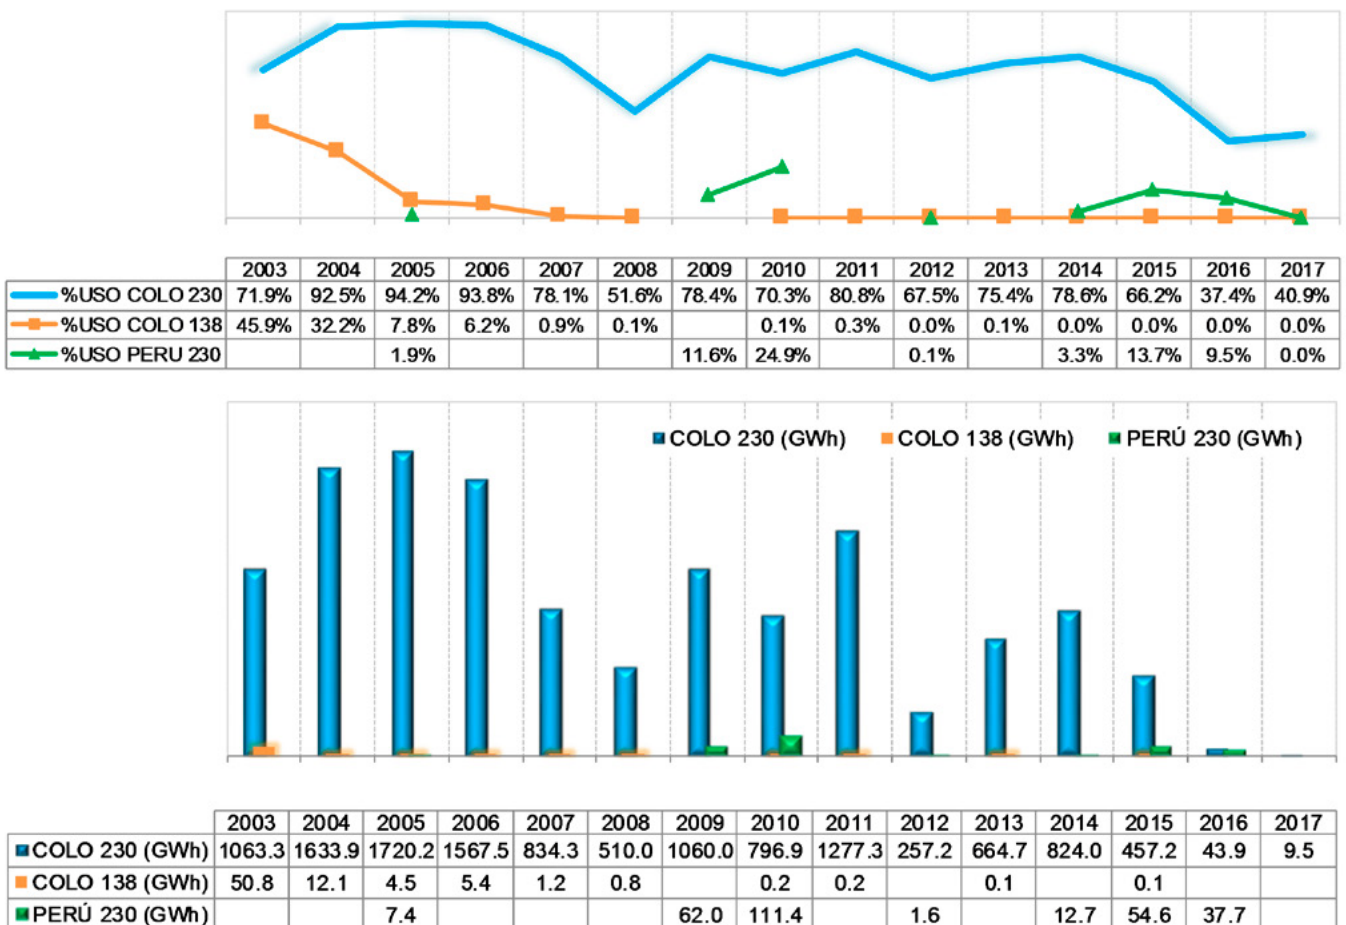 2003 2004 2005 2006 2007 2008 2009 2010 2011 2012 2013 2014 2015 2016 2017
%USO COLO 230 71.9% 92.5% 94.2% 93.8% 78.1% 51.6% 78.4% 70.3% 80.8% 67.5% 75.4% 78.6% 66.2% 37.4% 40.9%
%USO COLO 138 45.9% 32.2% 7.8% 6.2% 0.9% 0.1% 0.1% 0.3% 0.0% 0.1% 0.0% 0.0% 0.0% 0.0%
%USO PERU 230 1.9% 11.6% 24.9% 0.1% 3.3% 13.7% 9.5% 0.0%
COLO 230 (GWh) COLO 138 (GWh) PERÚ 230 (GWh)
2003 2004 2005 2006 2007 2008 2009 2010 2011 2012 2013 2014 2015 2016 2017
COLO 230 (GWh) 1063.3 1633.9 1720.2 1567.5 834.3 510.0 1060.0 796.9 1277.3 257.2 664.7 824.0 457.2 43.9 9.5
COLO 138 (GWh) 50.8 12.1 4.5 5.4 1.2 0.8 0.2 0.2 0.1 0.1
PERÚ 230 (GWh) 7.4 62.0 111.4 1.6 12.7 54.6 37.7